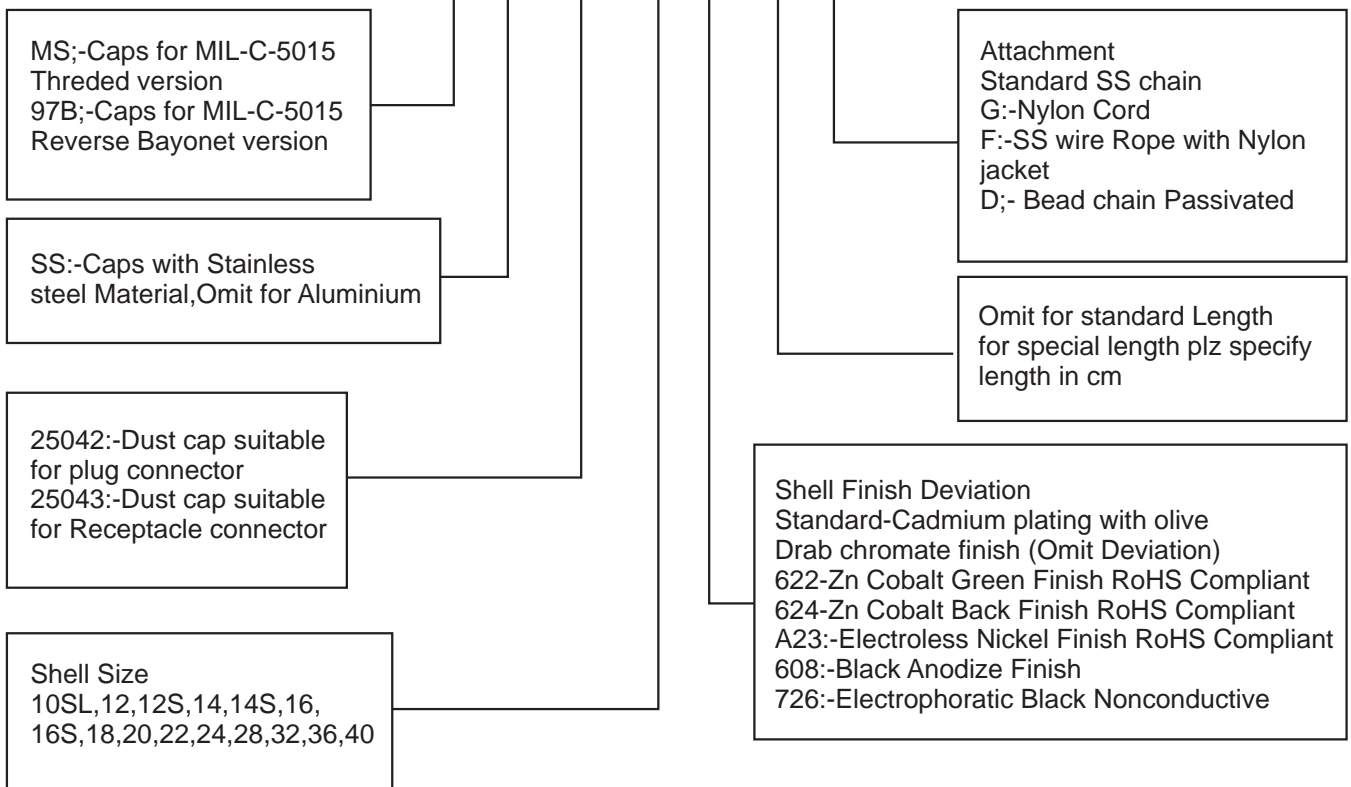 MS;-Caps for MIL-C-5015
Threded version
97B;-Caps for MIL-C-5015
Reverse Bayonet version
SS:-Caps with Stainless
steel Material,Omit for Aluminium
25042:-Dust cap suitable
for plug connector
25043:-Dust cap suitable
for Receptacle connector
Shell Size
10SL,12,12S,14,14S,16,
16S,18,20,22,24,28,32,36,40
Attachment
Standard SS chain
G:-Nylon Cord
F:-SS wire Rope with Nylon
jacket
D;- Bead chain Passivated
Omit for standard Length
for special length plz specify
length in cm
Shell Finish Deviation
Standard-Cadmium plating with olive
Drab chromate finish (Omit Deviation)
622-Zn Cobalt Green Finish RoHS Compliant
624-Zn Cobalt Back Finish RoHS Compliant
A23:-Electroless Nickel Finish RoHS Compliant
608:-Black Anodize Finish
726:-Electrophoratic Black Nonconductive